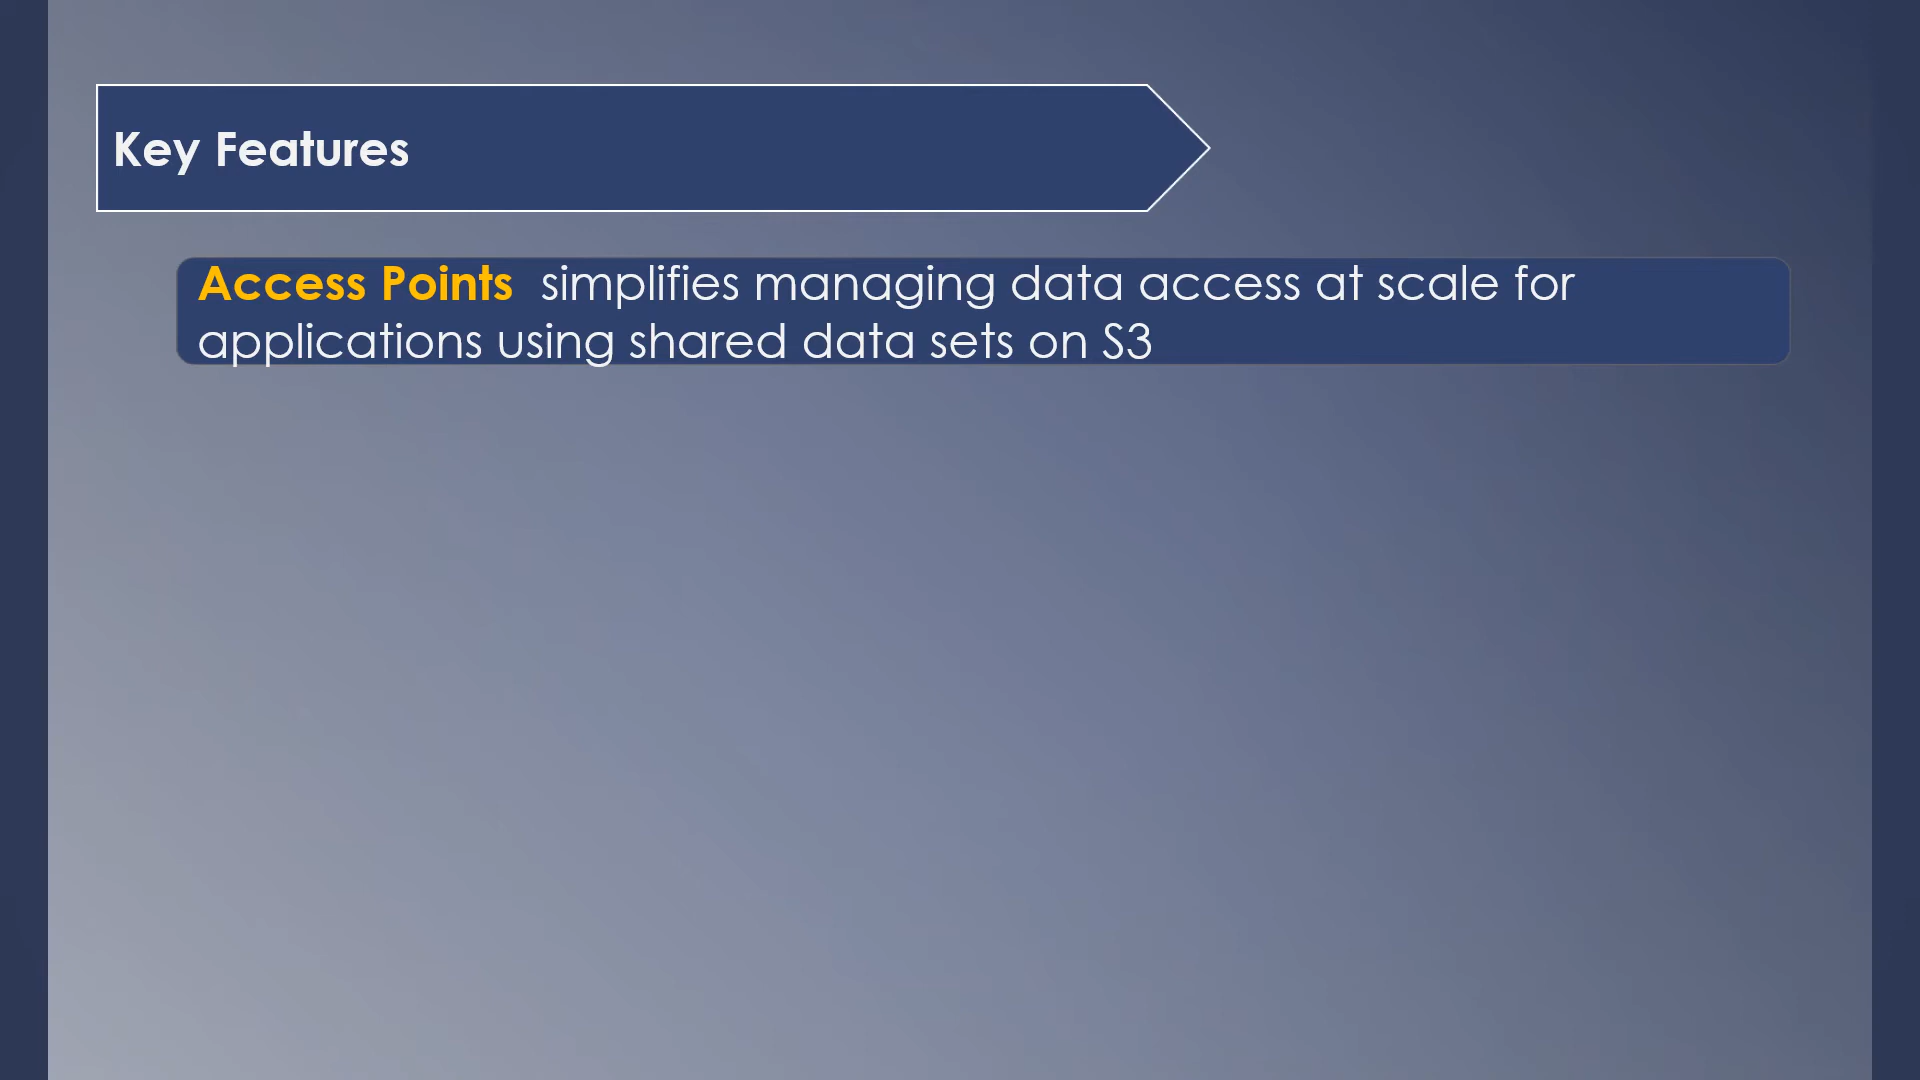 Key Features
Access Points simplifies managing data access at scale for
applications using shared data sets on S3